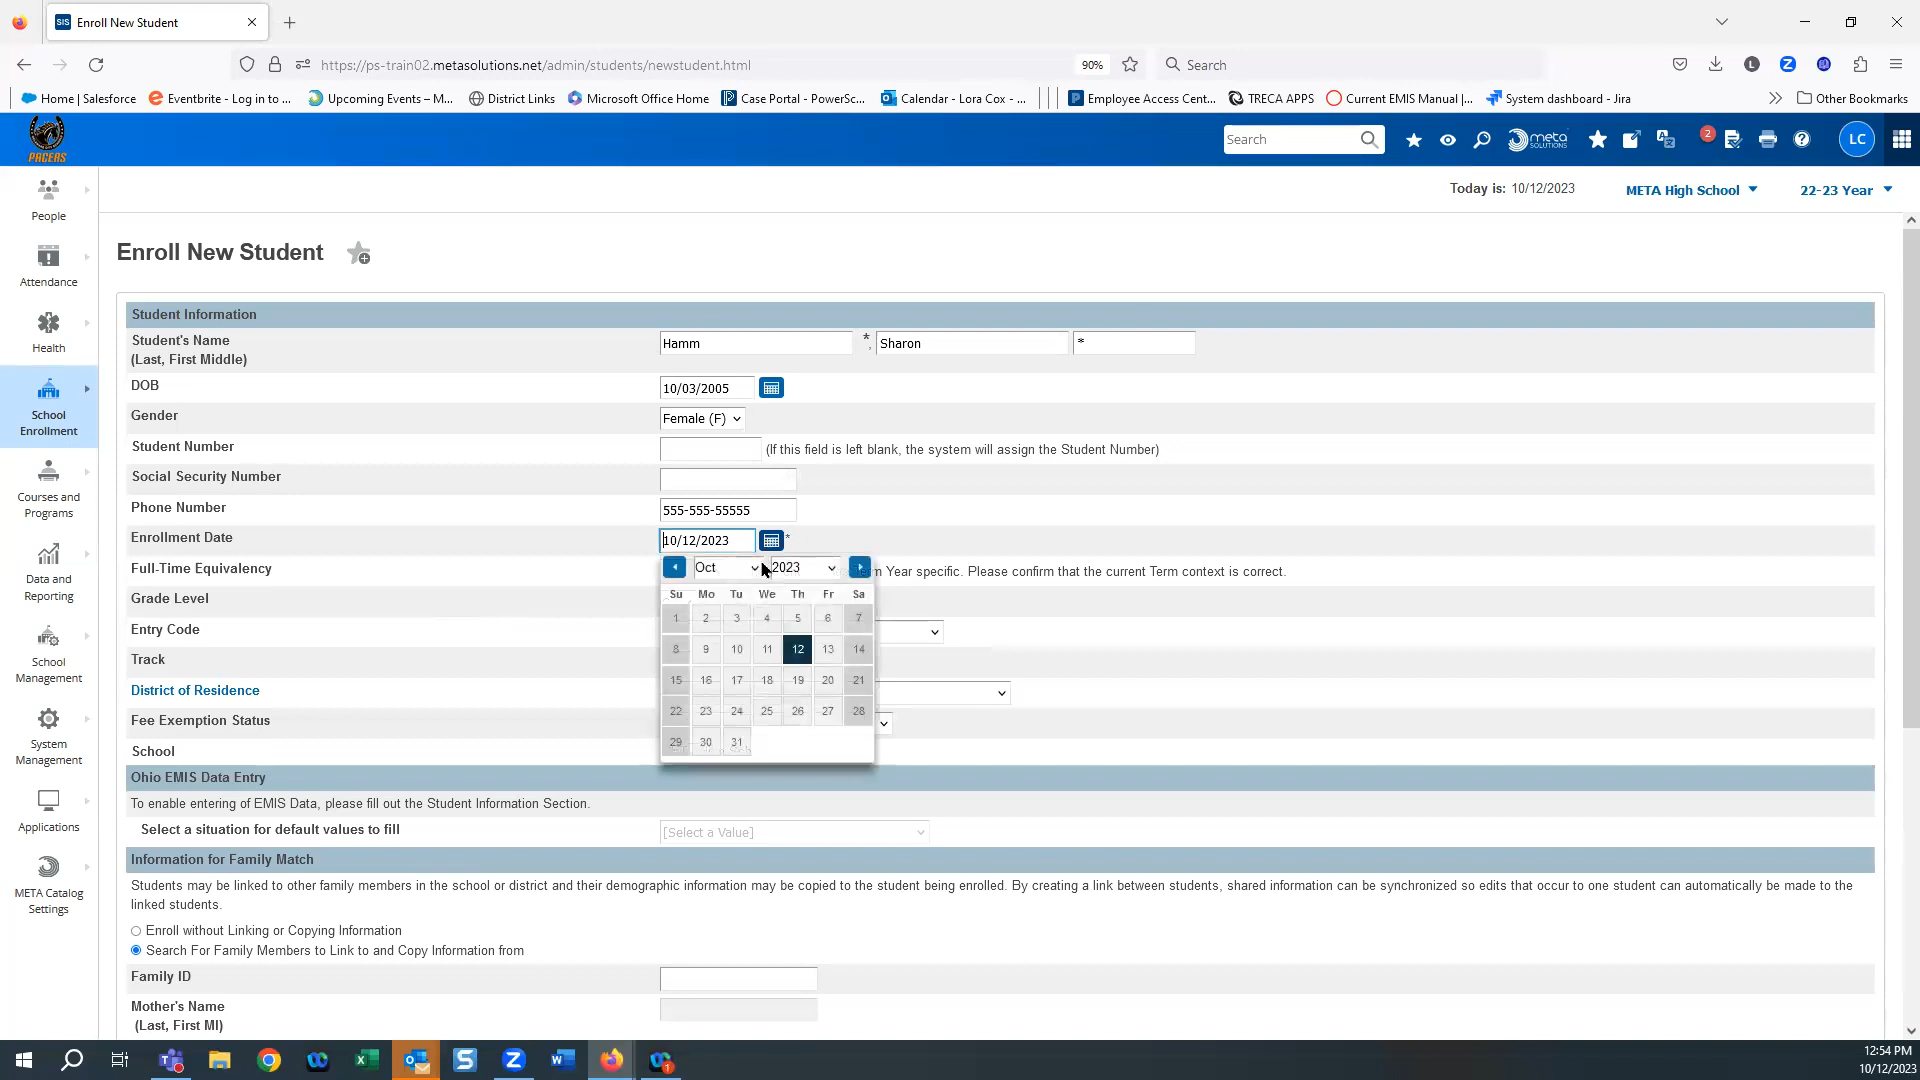 SIS Enroll New Student
https://ps-train02.metasolutions.net/admin/students/newstudent.html
90%
Search
Home | Salesforce
Eventbrite - Log in to ...
Upcoming Events – M...
District Links
Microsoft Office Home
Case Portal - PowerSc...
Calendar - Lora Cox - ...
Employee Access Cent...
TRECA APPS
Current EMIS Manual |...
System dashboard - Jira
Other Bookmarks
PACERS
Search
meta SOLUTIONS
2
LC
Today is: 10/12/2023
META High School
22-23 Year
People
Attendance
Health
School Enrollment
Courses and Programs
Data and Reporting
School Management
System Management
Applications
META Catalog Settings
Enroll New Student
Student Information
Student's Name
(Last, First Middle)
Hamm *, Sharon *
DOB 10/03/2005
Gender Female (F)
Student Number (If this field is left blank, the system will assign the Student Number)
Social Security Number
Phone Number 555-555-55555
Enrollment Date 10/12/2023 *
Oct 2023
Full-Time Equivalency m Year specific. Please confirm that the current Term context is correct.
Su Mo Tu We Th Fr Sa
Grade Level
1 2 3 4 5 6 7
Entry Code
8 9 10 11 12 13 14
Track
15 16 17 18 19 20 21
District of Residence
22 23 24 25 26 27 28
Fee Exemption Status
29 30 31
School
Ohio EMIS Data Entry
To enable entering of EMIS Data, please fill out the Student Information Section.
Select a situation for default values to fill [Select a Value]
Information for Family Match
Students may be linked to other family members in the school or district and their demographic information may be copied to the student being enrolled. By creating a link between students, shared information can be synchronized so edits that occur to one student can automatically be made to the
linked students.
Enroll without Linking or Copying Information
Search For Family Members to Link to and Copy Information from
Family ID
Mother's Name
(Last, First MI)
12:54 PM
10/12/2023